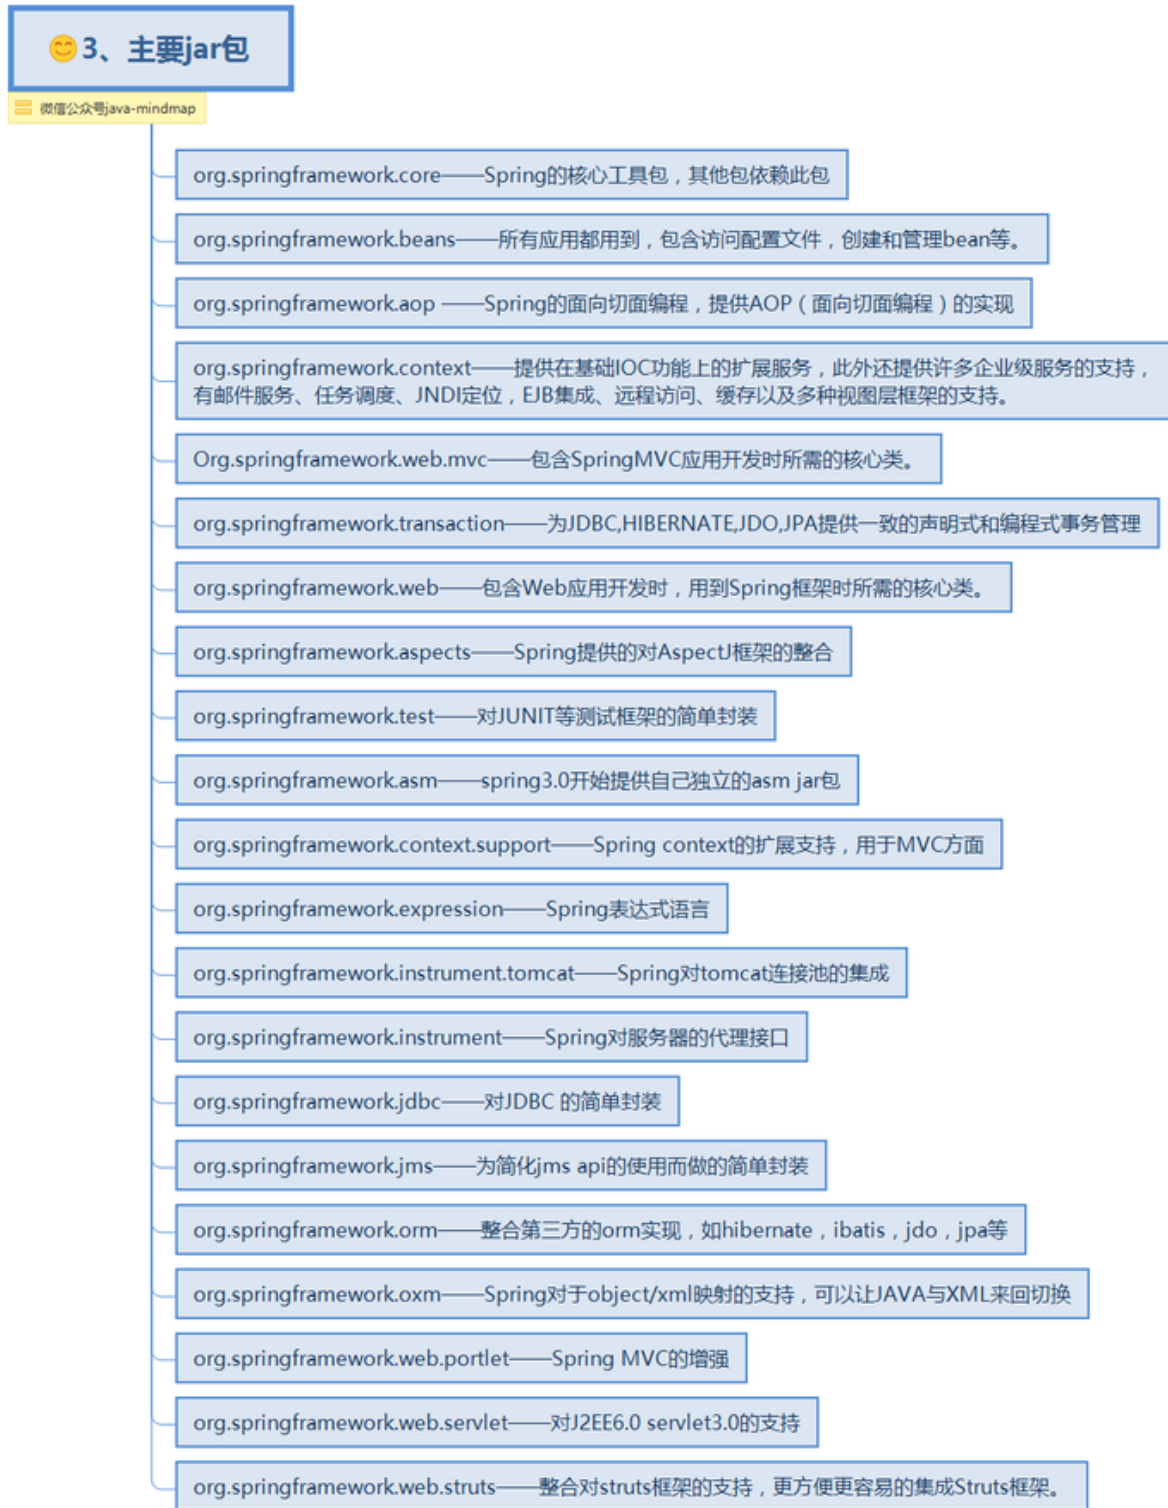 😊3、主要jar包
微信公众号java-mindmap
org.springframework.core——Spring的核心工具包，其他包依赖此包
org.springframework.beans——所有应用都用到，包含访问配置文件，创建和管理bean等。
org.springframework.aop ——Spring的面向切面编程，提供AOP（面向切面编程）的实现
org.springframework.context——提供在基础IOC功能上的扩展服务，此外还提供许多企业级服务的支持，
有邮件服务、任务调度、JNDI定位，EJB集成、远程访问、缓存以及多种视图层框架的支持。
Org.springframework.web.mvc——包含SpringMVC应用开发时所需的核心类。
org.springframework.transaction——为JDBC,HIBERNATE,JDO,JPA提供一致的声明式和编程式事务管理
org.springframework.web——包含Web应用开发时，用到Spring框架时所需的核心类。
org.springframework.aspects——Spring提供的对AspectJ框架的整合
org.springframework.test——对JUNIT等测试框架的简单封装
org.springframework.asm——spring3.0开始提供自己独立的asm jar包
org.springframework.context.support——Spring context的扩展支持，用于MVC方面
org.springframework.expression——Spring表达式语言
org.springframework.instrument.tomcat——Spring对tomcat连接池的集成
org.springframework.instrument——Spring对服务器的代理接口
org.springframework.jdbc——对JDBC 的简单封装
org.springframework.jms——为简化jms api的使用而做的简单封装
org.springframework.orm——整合第三方的orm实现，如hibernate，ibatis，jdo，jpa等
org.springframework.oxm——Spring对于object/xml映射的支持，可以让JAVA与XML来回切换
org.springframework.web.portlet——Spring MVC的增强
org.springframework.web.servlet——对J2EE6.0 servlet3.0的支持
org.springframework.web.struts——整合对struts框架的支持，更方便更容易的集成Struts框架。